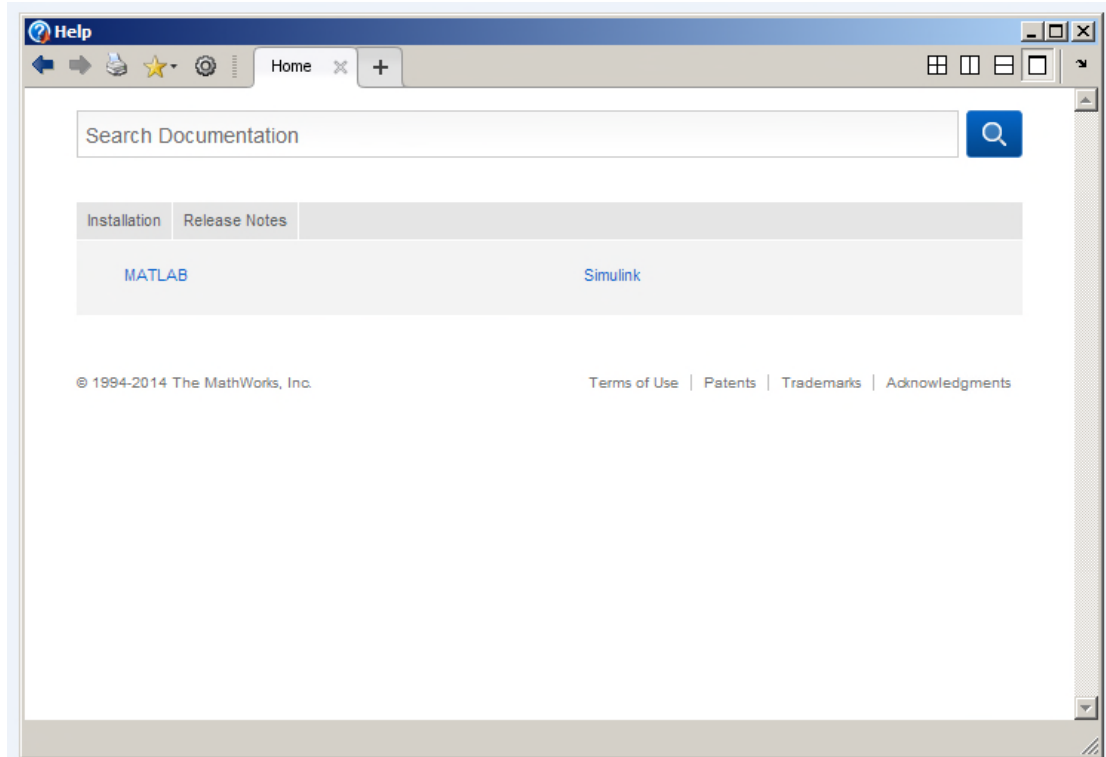 Help
Home
Search Documentation
Installation Release Notes
MATLAB Simulink
© 1994-2014 The MathWorks, Inc. Terms of Use | Patents | Trademarks | Acknowledgments